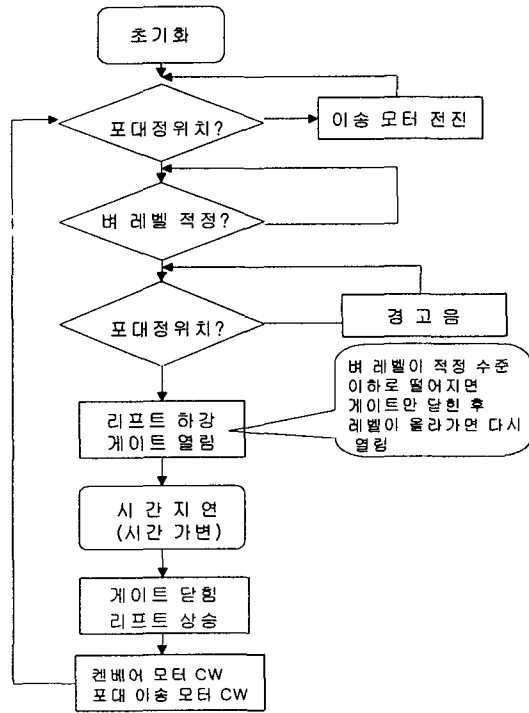 초기화
포대정위치?
이송 모터 전진
벼 레벨 적정?
포대정위치?
경고음
벼 레벨이 적정 수준
이하로 떨어지면
게이트만 닫힌 후
레벨이 올라가면 다시
열림
리프트 하강
게이트 열림
시 간 지 연
(시간 가변)
게이트 닫힘
리프트 상승
켄베어 모터 CW
포대 이송 모터 CW